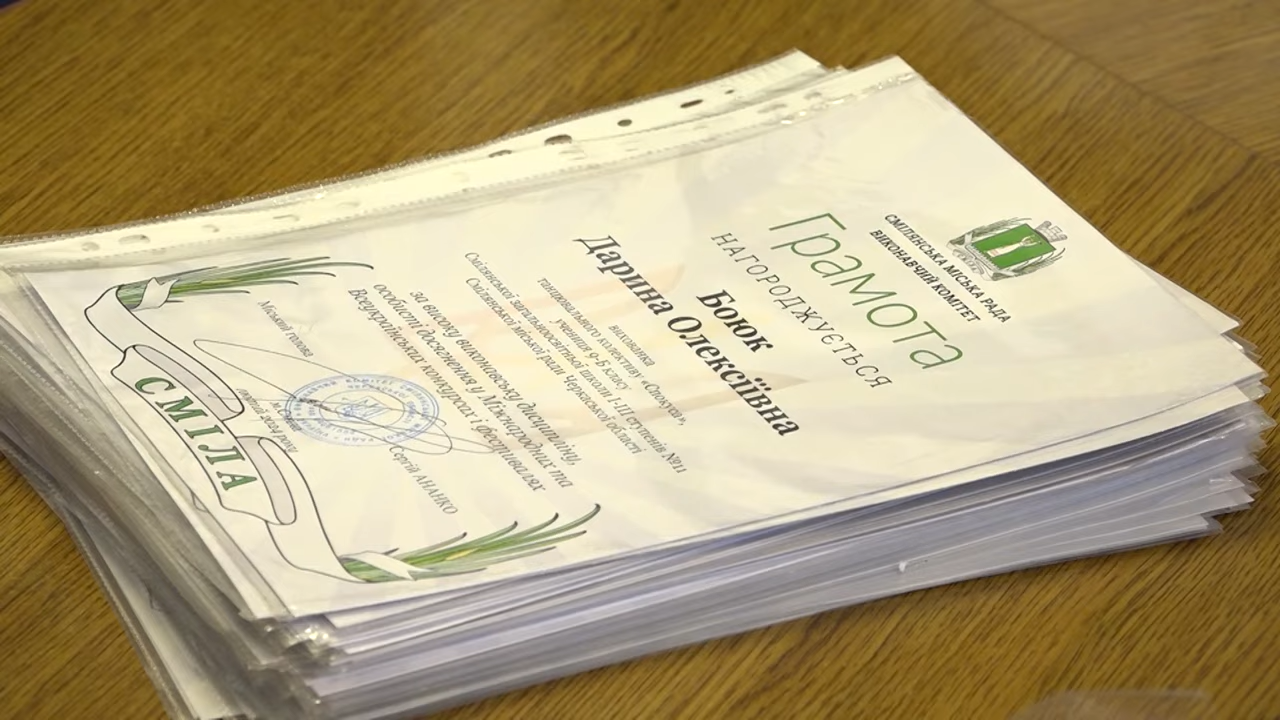 СМІЛЯНСЬКА МІСЬКА РАДА
ВИКОНАВЧИЙ КОМІТЕТ
Грамота
НАГОРОДЖУЄТЬСЯ
Боюк
Дарина Олексіївна
вихованка
танцювального колективу «Спокуса»,
учениця 9-Б класу
Смілянської загальноосвітньої школи І-ІІІ ступенів №11
Смілянської міської ради Черкаської області
за високу виконавську дисципліну,
особисті досягнення у Міжнародних та
Всеукраїнських конкурсах і фестивалях
Міський голова
Сергій АНАНКО
СМІЛА